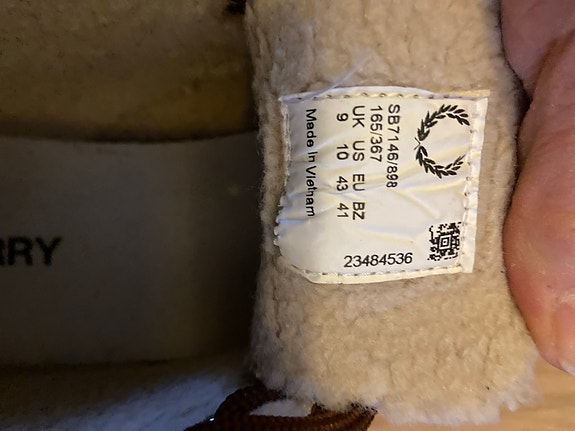 SB7146/898
165/367
UK US EU BZ
9 10 43 41
Made in Vietnam
23484536
RRY